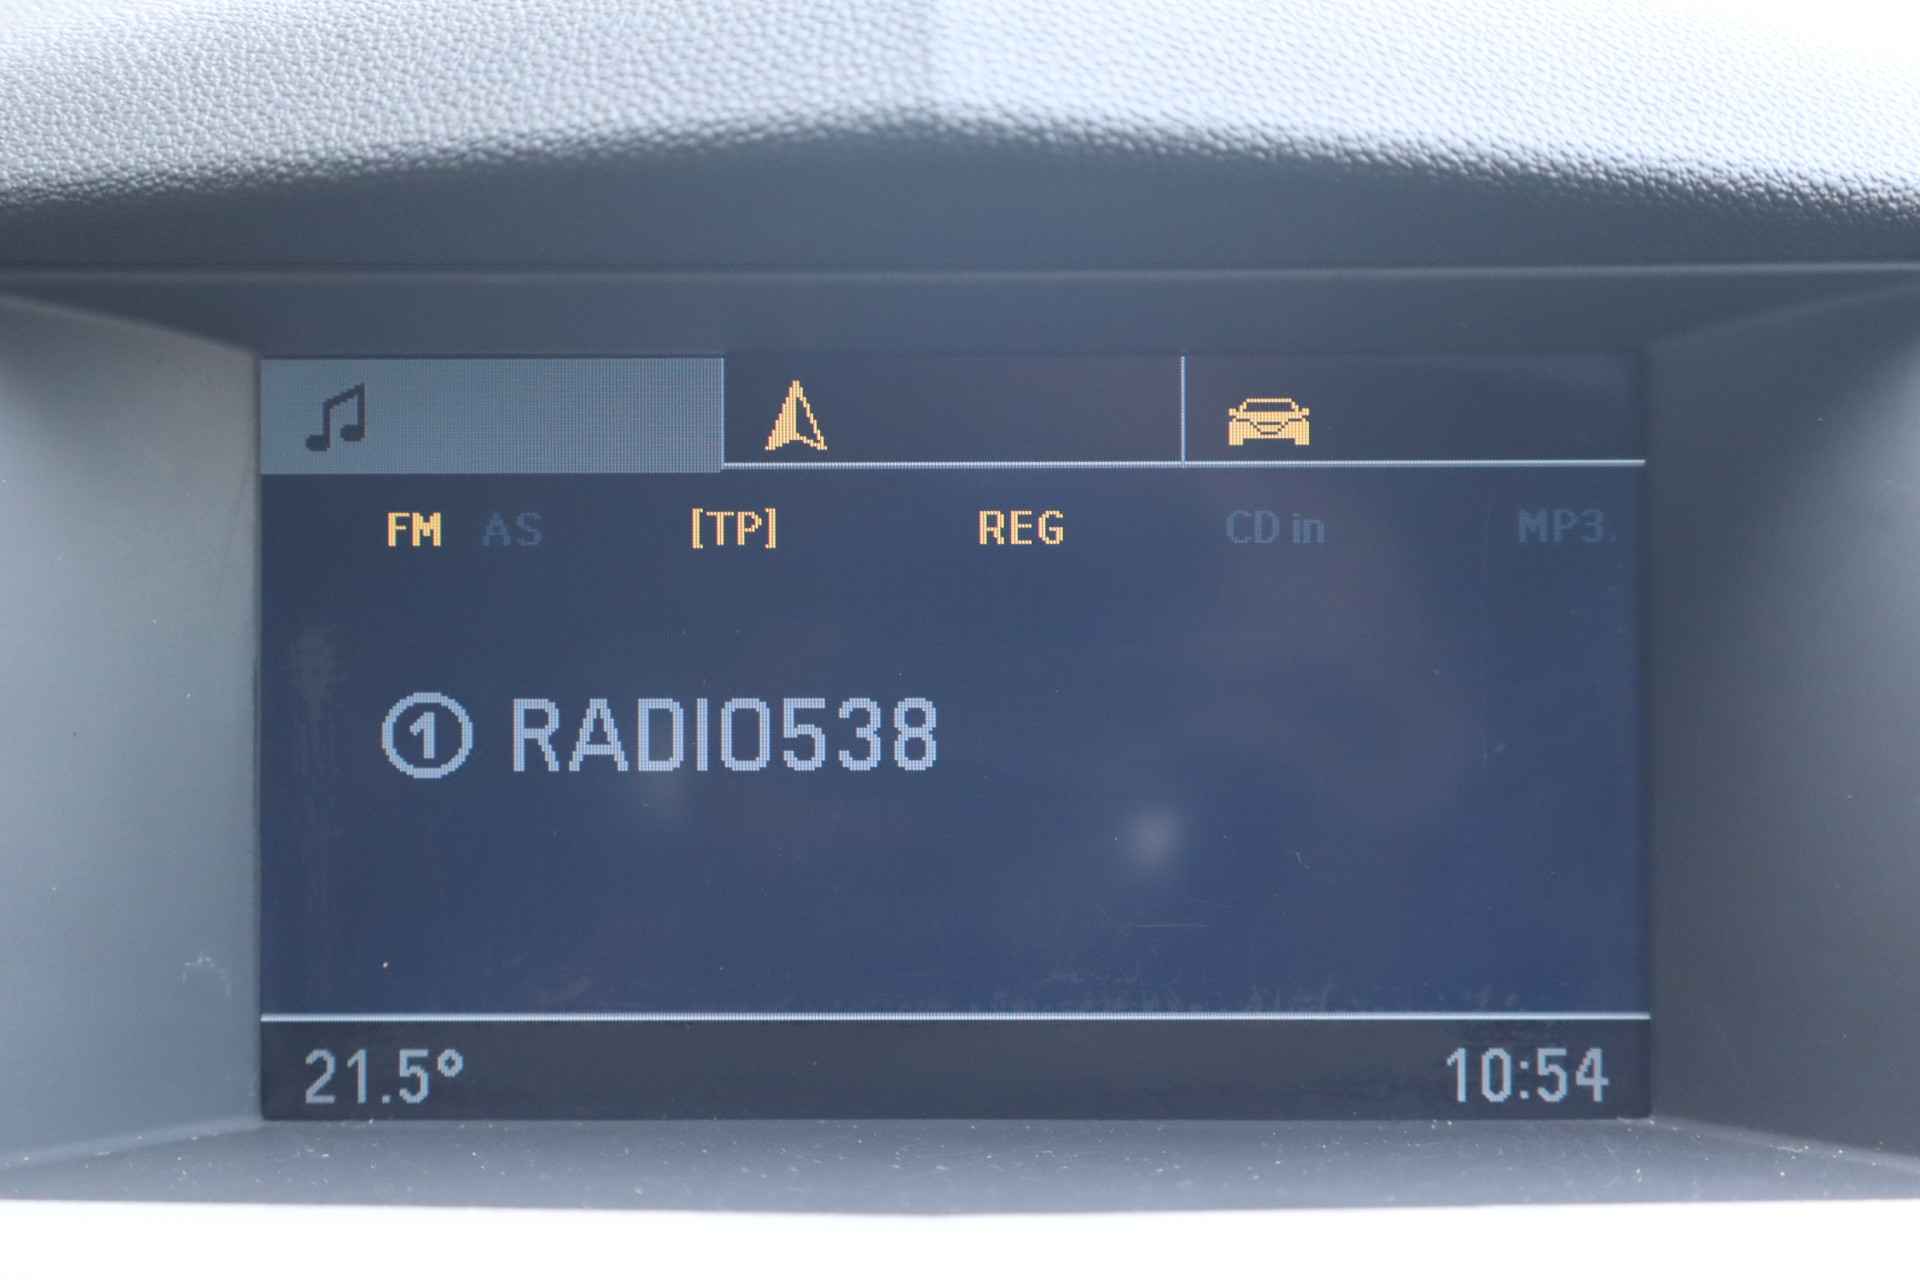 FM AS [TP] REG CD in MP3.
1 RADIO538
21.5° 10:54